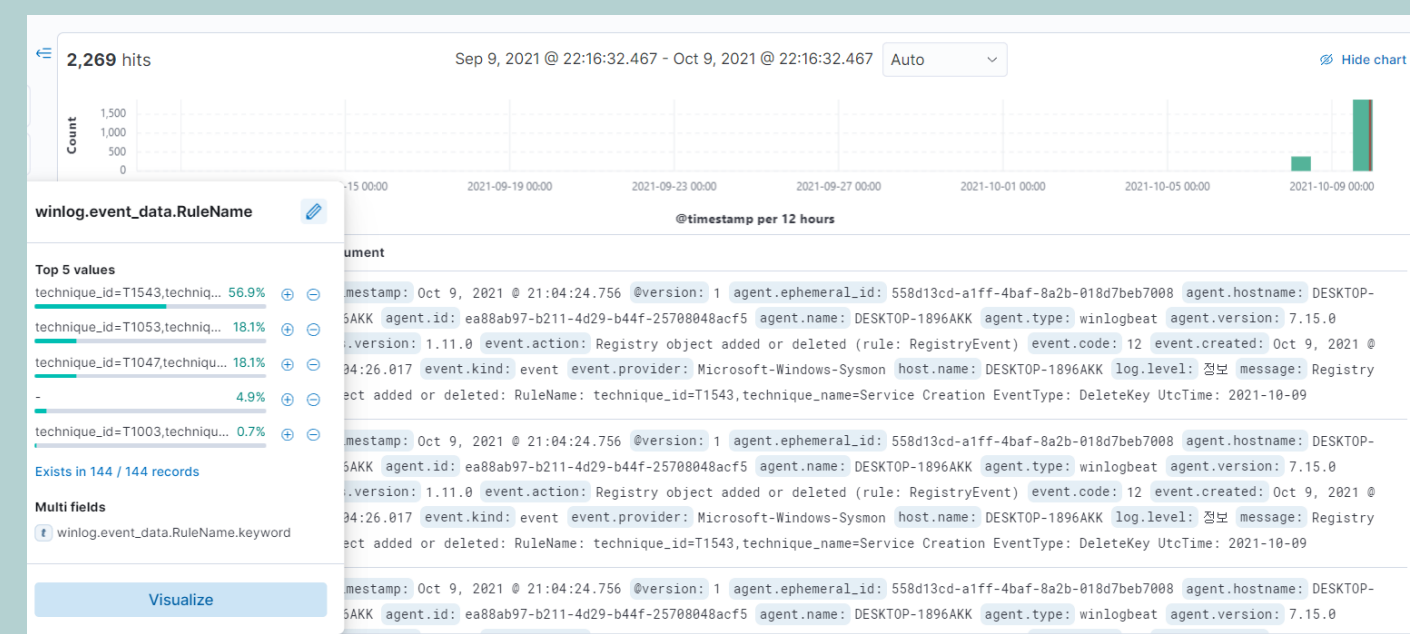 2,269 hits
Sep 9, 2021 @ 22:16:32.467 - Oct 9, 2021 @ 22:16:32.467 Auto
Hide chart
Count
1,500
1,000
500
0
-15 00:00 2021-09-19 00:00 2021-09-23 00:00 2021-09-27 00:00 2021-10-01 00:00 2021-10-05 00:00 2021-10-09 00:00
@timestamp per 12 hours
winlog.event_data.RuleName
Top 5 values
technique_id=T1543,techniq... 56.9%
technique_id=T1053,techniq... 18.1%
technique_id=T1047,techniqu... 18.1%
- 4.9%
technique_id=T1003,techniqu... 0.7%
Exists in 144 / 144 records
Multi fields
t winlog.event_data.RuleName.keyword
Visualize
ument
mestamp: Oct 9, 2021 @ 21:04:24.756 @version: 1 agent.ephemeral_id: 558d13cd-a1ff-4baf-8a2b-018d7beb7008 agent.hostname: DESKTOP-
6AKK agent.id: ea88ab97-b211-4d29-b44f-25708048acf5 agent.name: DESKTOP-1896AKK agent.type: winlogbeat agent.version: 7.15.0
s.version: 1.11.0 event.action: Registry object added or deleted (rule: RegistryEvent) event.code: 12 event.created: Oct 9, 2021 @
04:26.017 event.kind: event event.provider: Microsoft-Windows-Sysmon host.name: DESKTOP-1896AKK log.level: 정보 message: Registry
ect added or deleted: RuleName: technique_id=T1543,technique_name=Service Creation EventType: DeleteKey UtcTime: 2021-10-09
mestamp: Oct 9, 2021 @ 21:04:24.756 @version: 1 agent.ephemeral_id: 558d13cd-a1ff-4baf-8a2b-018d7beb7008 agent.hostname: DESKTOP-
6AKK agent.id: ea88ab97-b211-4d29-b44f-25708048acf5 agent.name: DESKTOP-1896AKK agent.type: winlogbeat agent.version: 7.15.0
s.version: 1.11.0 event.action: Registry object added or deleted (rule: RegistryEvent) event.code: 12 event.created: Oct 9, 2021 @
04:26.017 event.kind: event event.provider: Microsoft-Windows-Sysmon host.name: DESKTOP-1896AKK log.level: 정보 message: Registry
ect added or deleted: RuleName: technique_id=T1543,technique_name=Service Creation EventType: DeleteKey UtcTime: 2021-10-09
mestamp: Oct 9, 2021 @ 21:04:24.756 @version: 1 agent.ephemeral_id: 558d13cd-a1ff-4baf-8a2b-018d7beb7008 agent.hostname: DESKTOP-
6AKK agent.id: ea88ab97-b211-4d29-b44f-25708048acf5 agent.name: DESKTOP-1896AKK agent.type: winlogbeat agent.version: 7.15.0